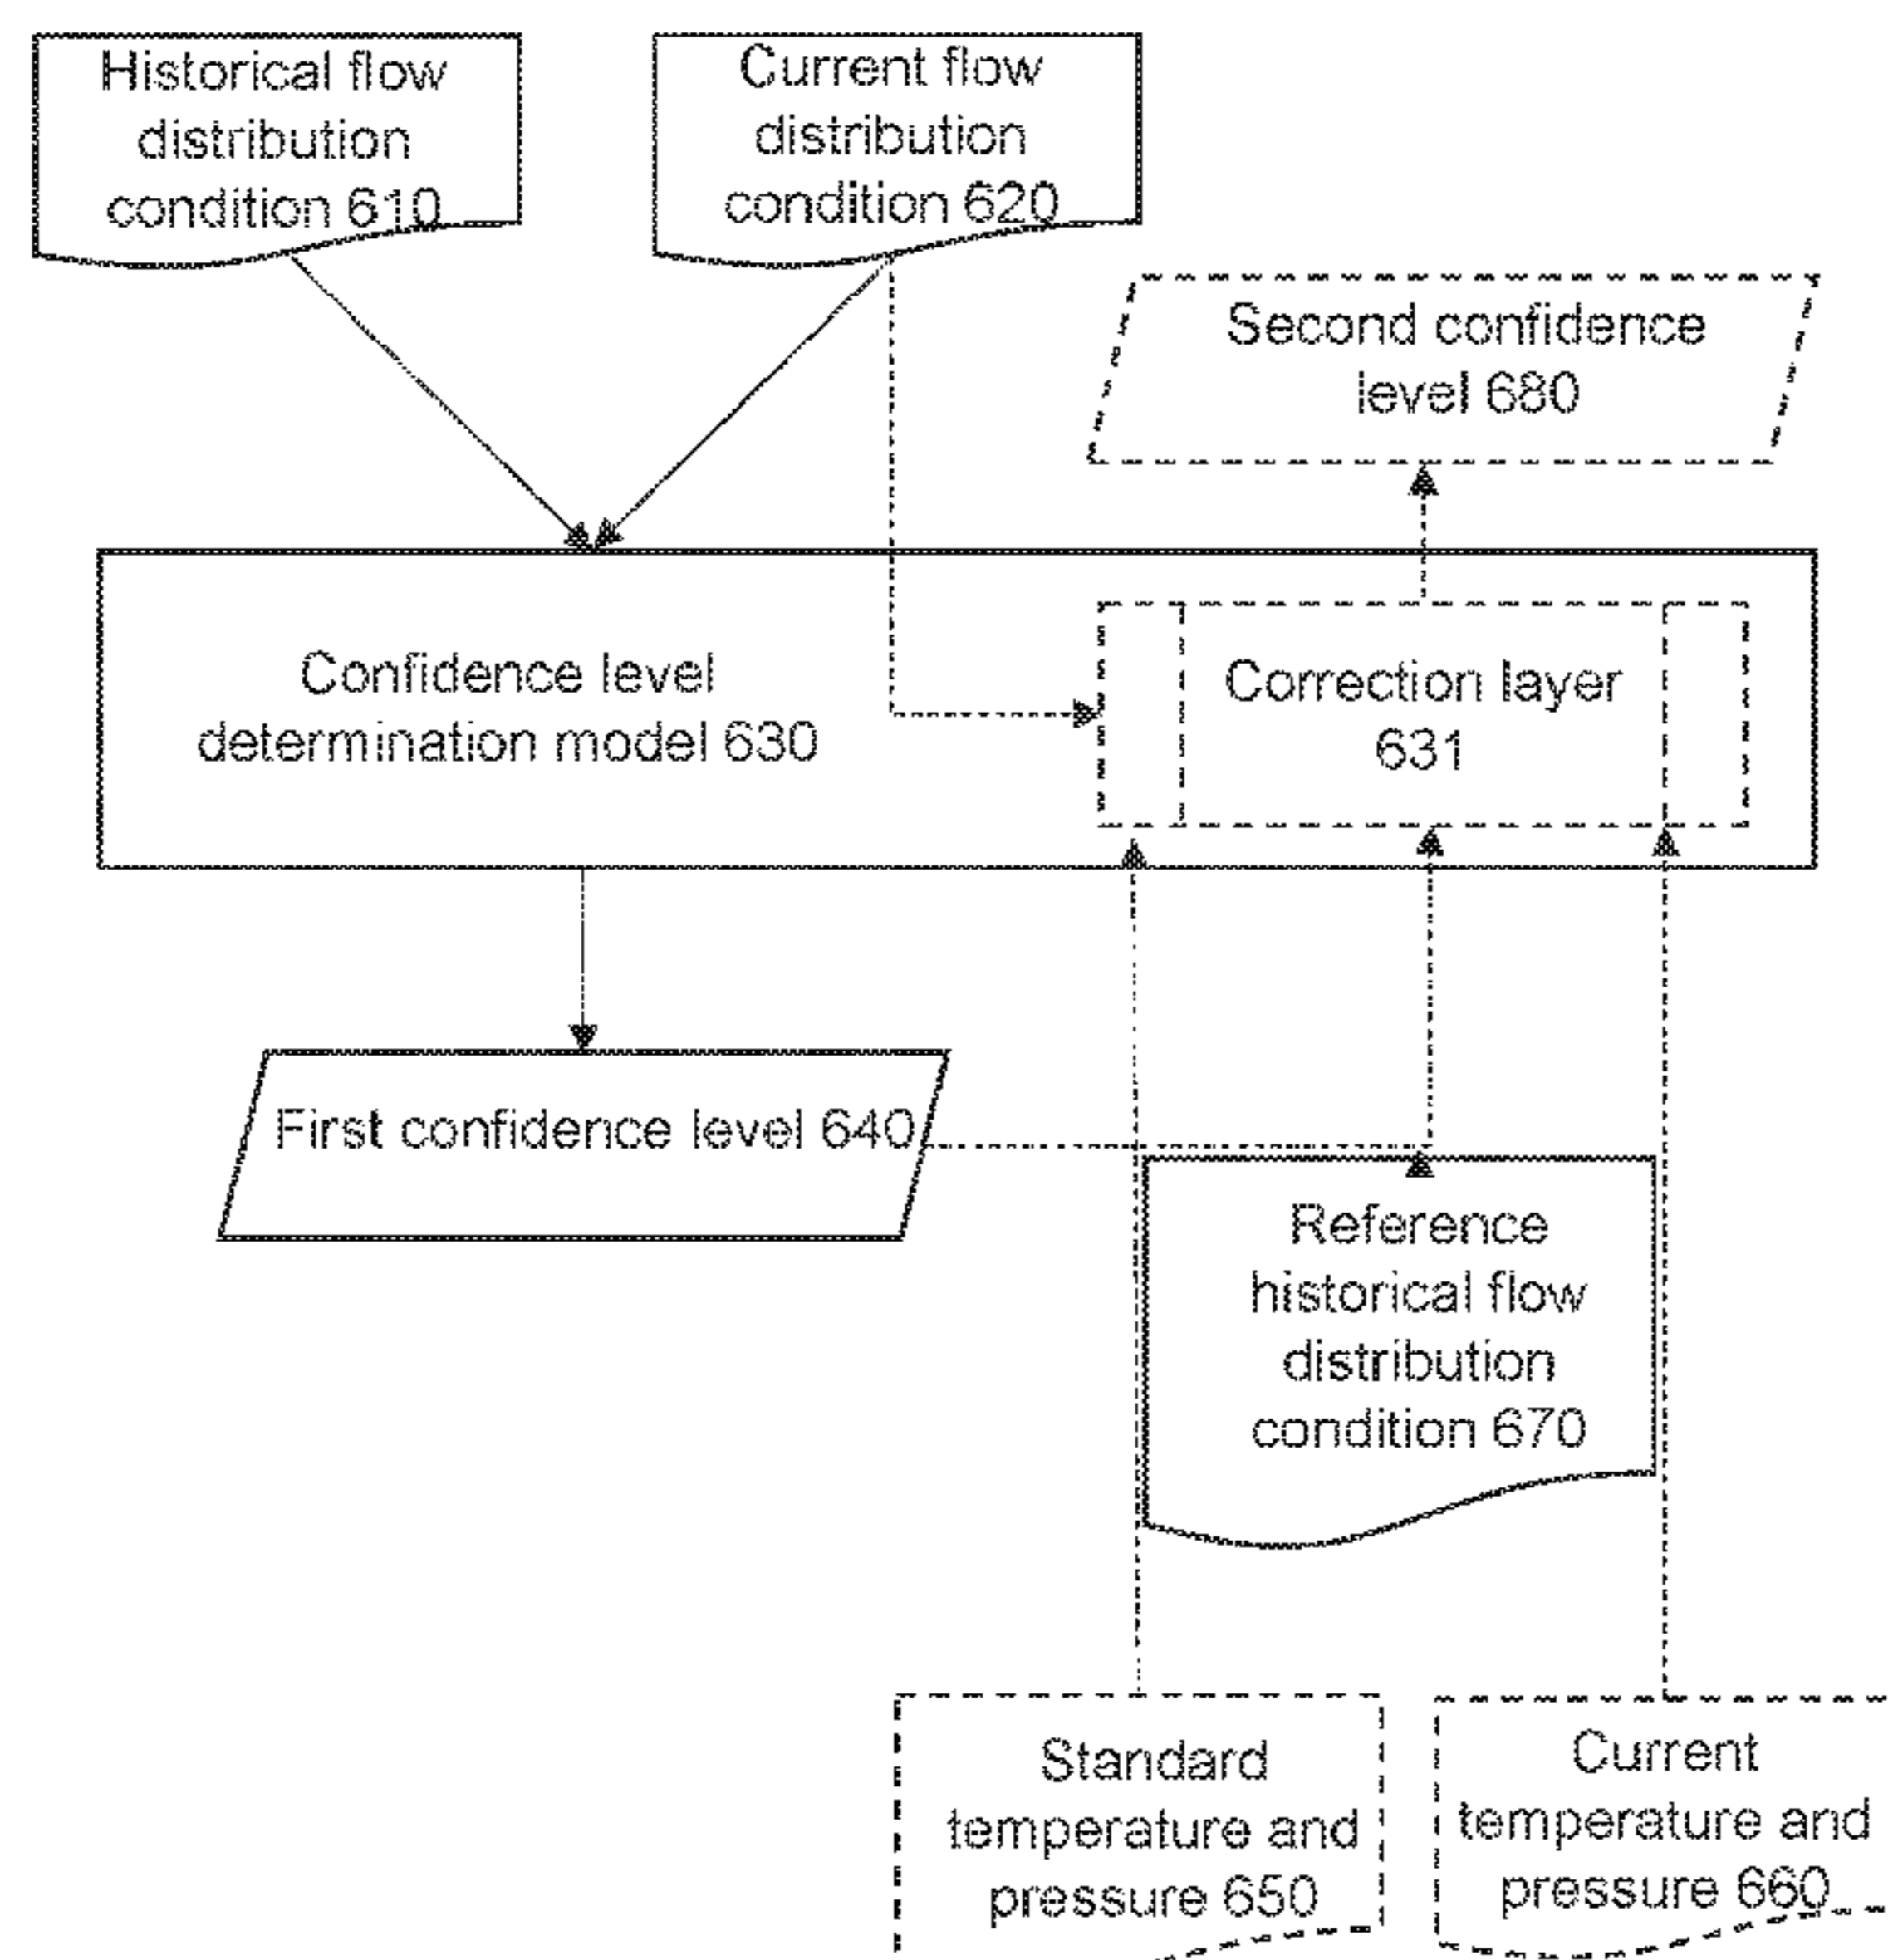 Historical flow
distribution
condition 610
Current flow
distribution
condition 620
Second confidence
level 680
Confidence level
determination model 630
Correction layer
631
First confidence level 640
Reference
historical flow
distribution
condition 670
Standard
temperature and
pressure 650
Current
temperature and
pressure 660